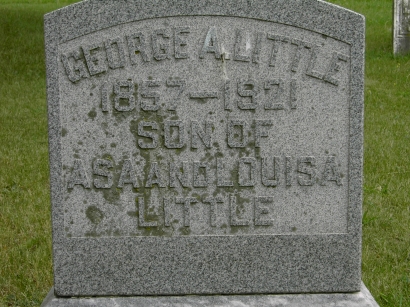 GEORGE A. LITTLE
1857-1921
SON OF
ASA AND LOUISA
LITTLE